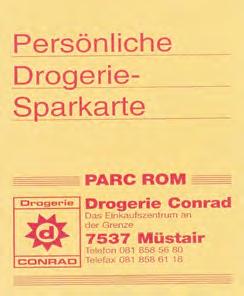 Persönliche
Drogerie-
Sparkarte
PARC ROM
Drogerie
d
CONRAD
Drogerie Conrad
Das Einkaufszentrum an
der Grenze
7537 Müstair
Telefon 081 858 56 80
Telefax 081 858 61 18